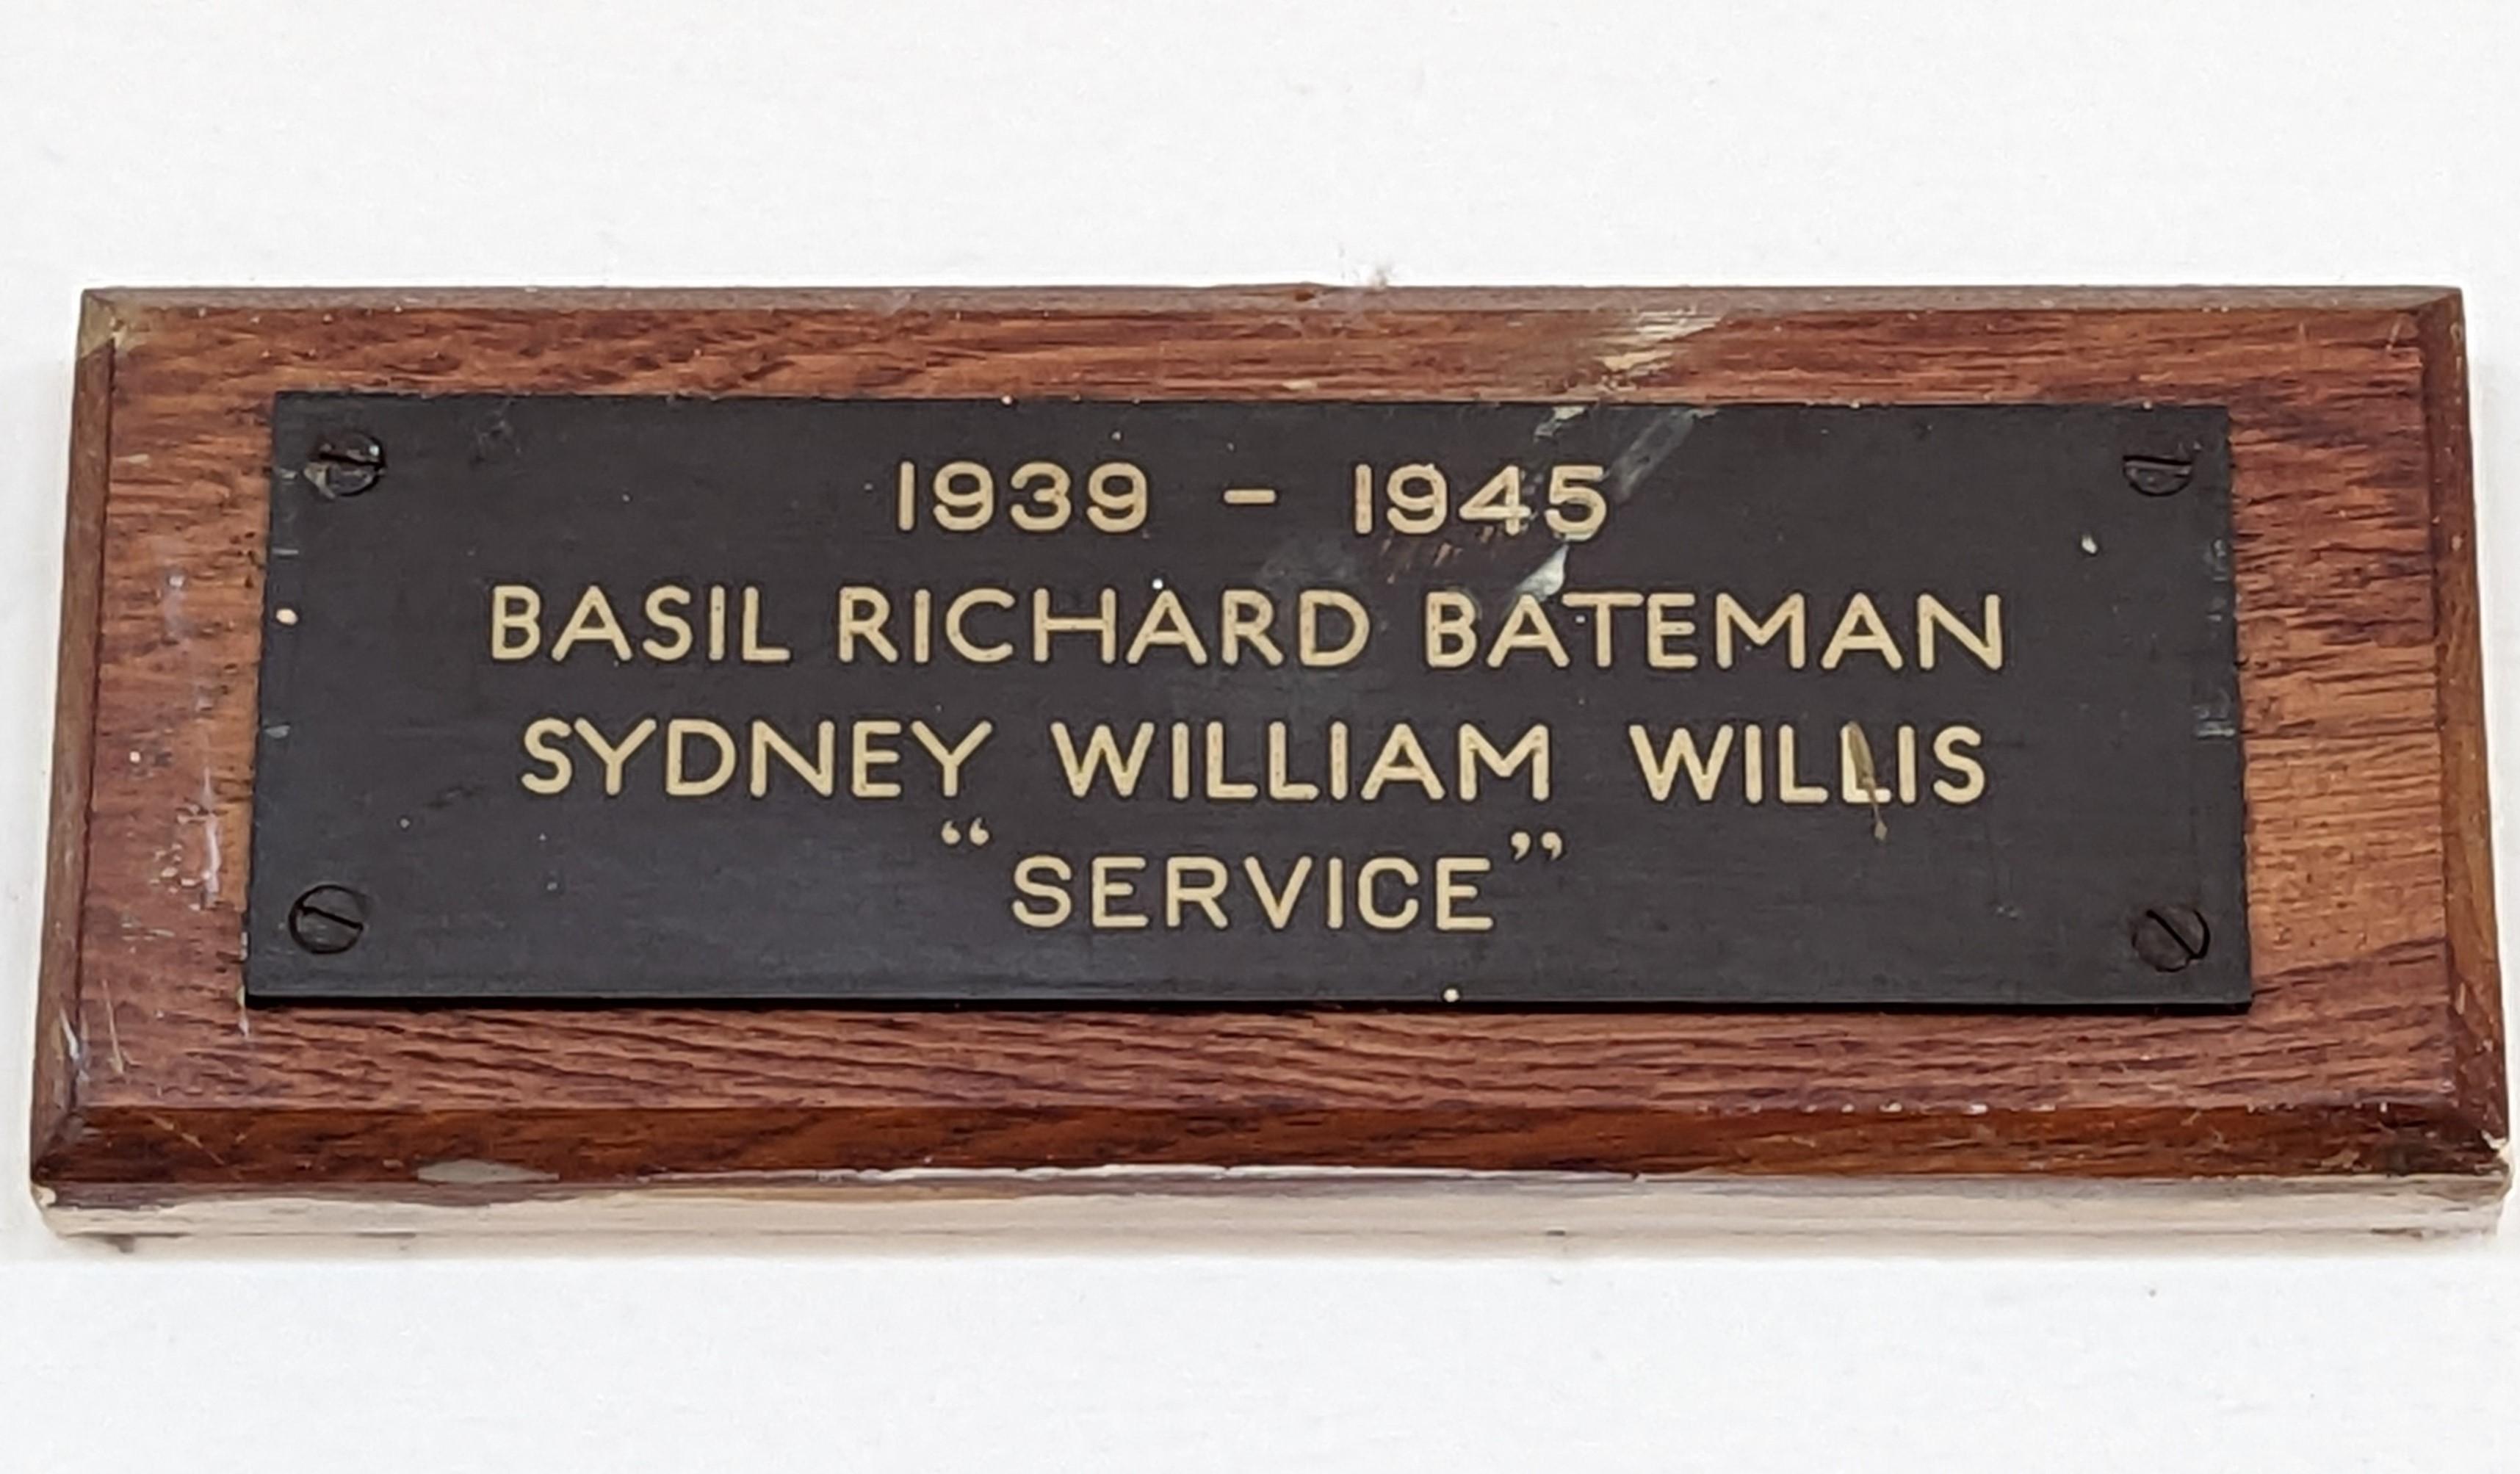 1939 - 1945
BASIL RICHARD BATEMAN
SYDNEY WILLIAM WILLIS
“SERVICE”